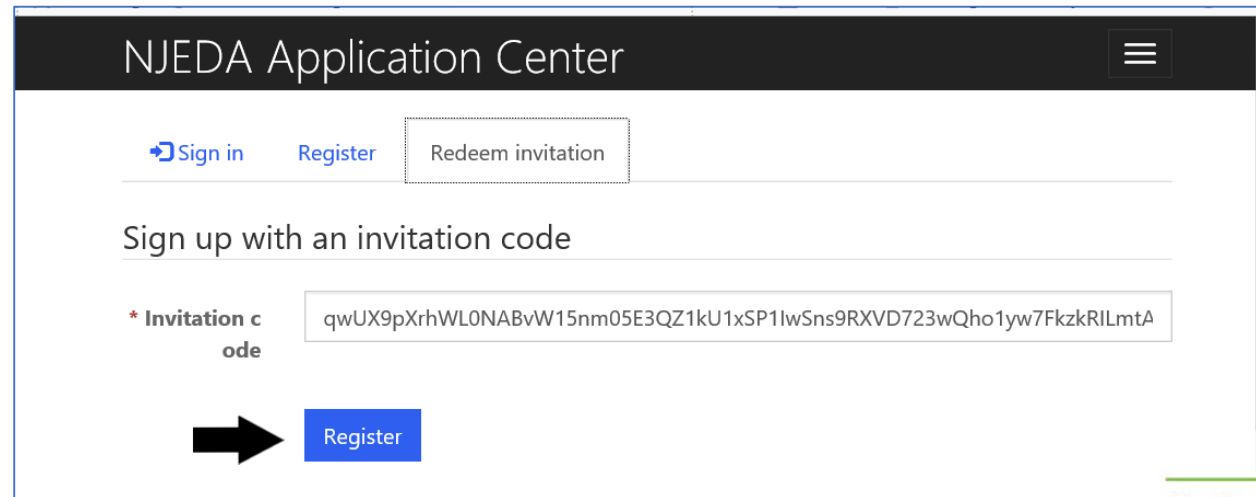 NJEDA Application Center
Sign in Register Redeem invitation
Sign up with an invitation code
* Invitation c
ode
qwUX9pXrhWL0NABvW15nm05E3QZ1kU1xSP1IwSns9RXVD723wQho1yw7FkzkRILmtA
Register